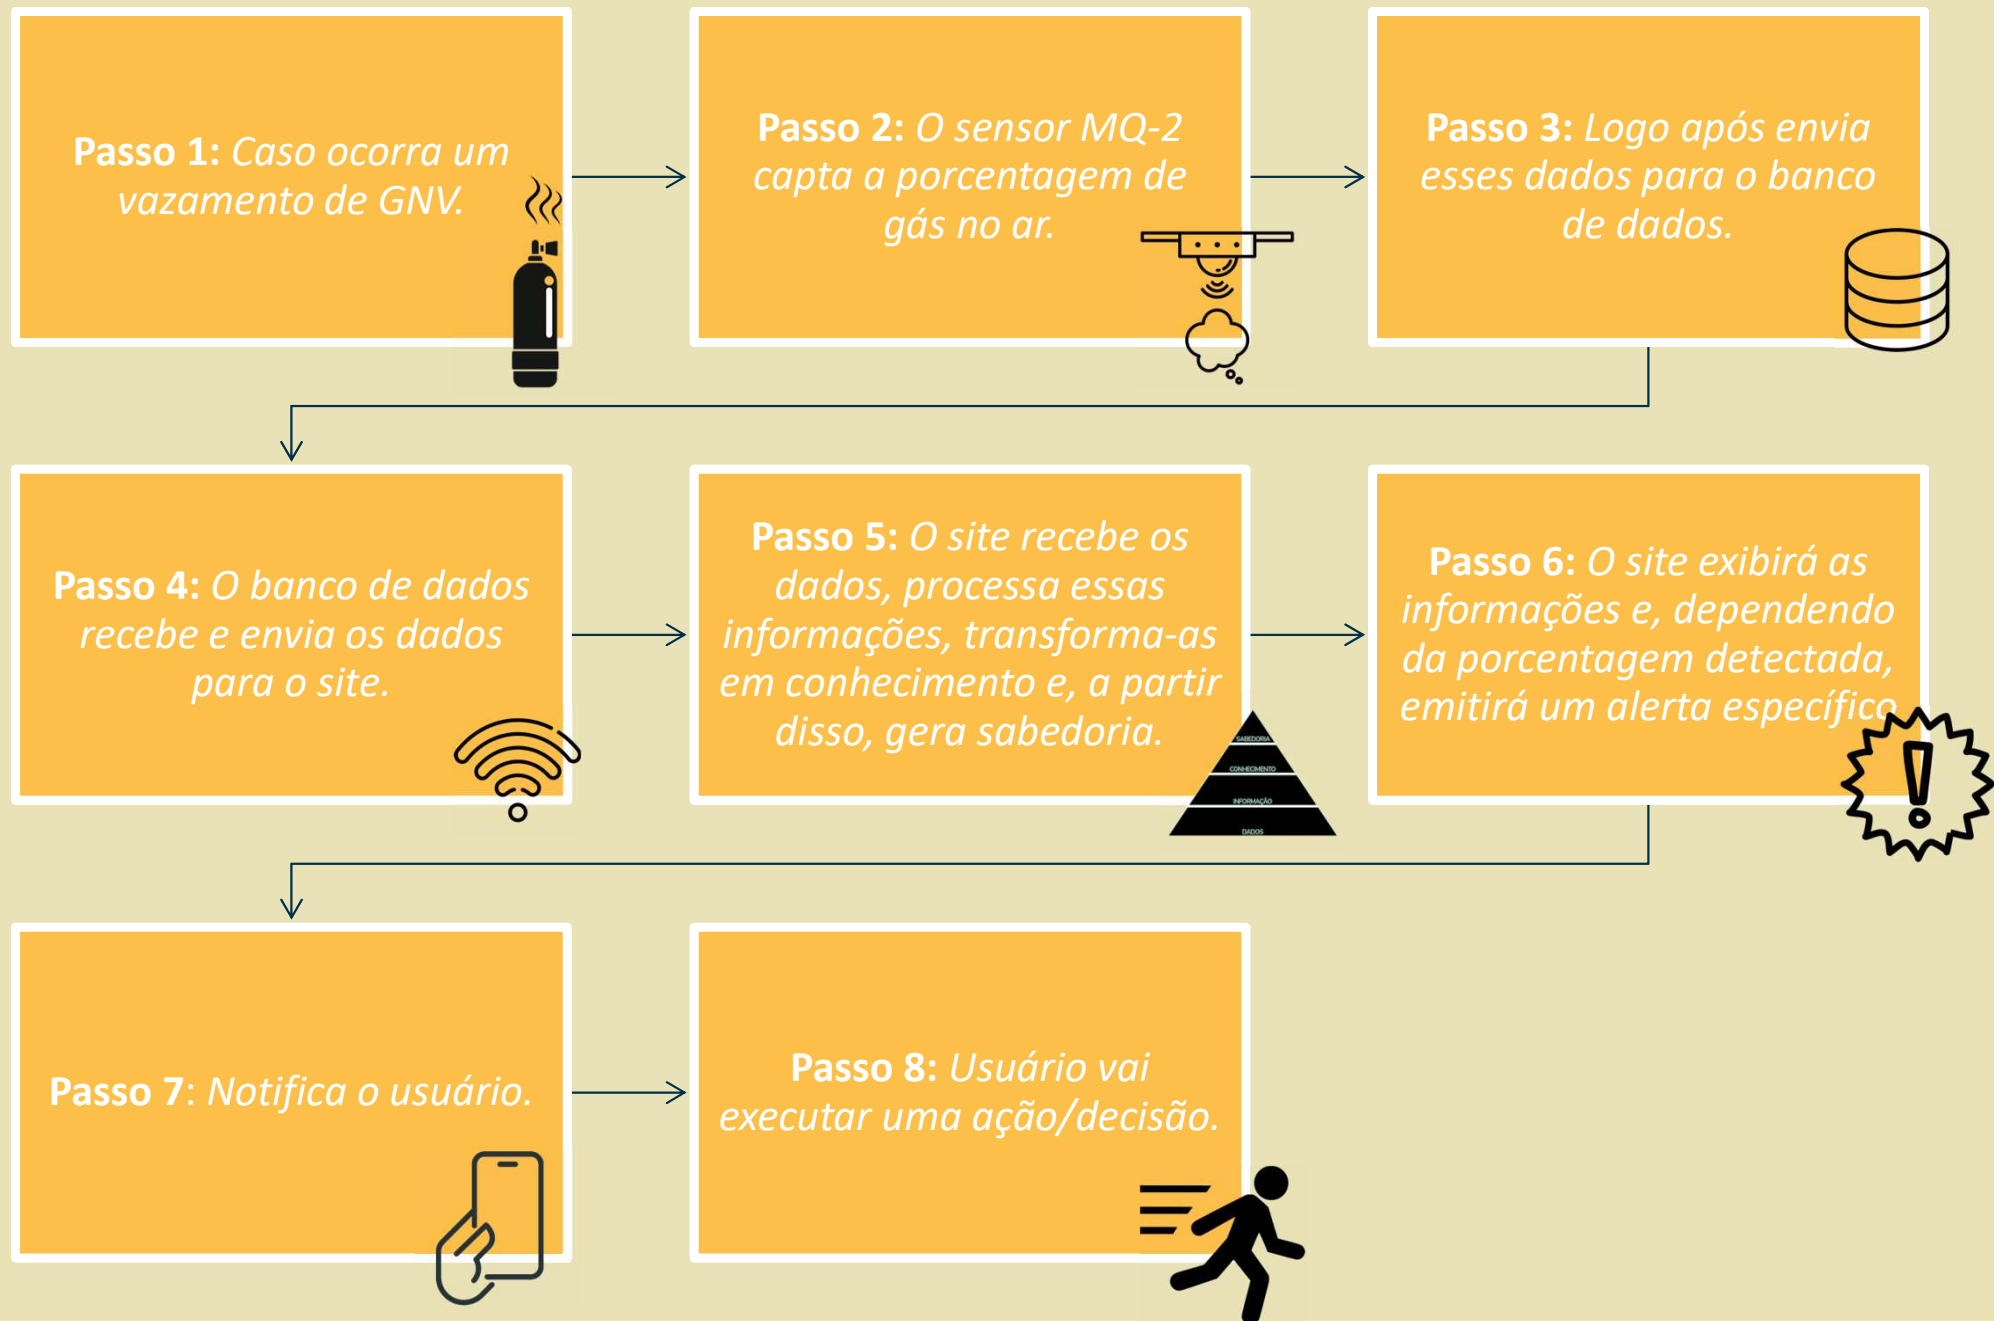 Passo 1: Caso ocorra um
vazamento de GNV.
Passo 2: O sensor MQ-2
capta a porcentagem de
gás no ar.
Passo 3: Logo após envia
esses dados para o banco
de dados.
Passo 4: O banco de dados
recebe e envia os dados
para o site.
Passo 5: O site recebe os
dados, processa essas
informações, transforma-as
em conhecimento e, a partir
disso, gera sabedoria.
SABEDORIA
CONHECIMENTO
INFORMAÇÃO
DADOS
Passo 6: O site exibirá as
informações e, dependendo
da porcentagem detectada,
emitirá um alerta específico
Passo 7: Notifica o usuário.
Passo 8: Usuário vai
executar uma ação/decisão.